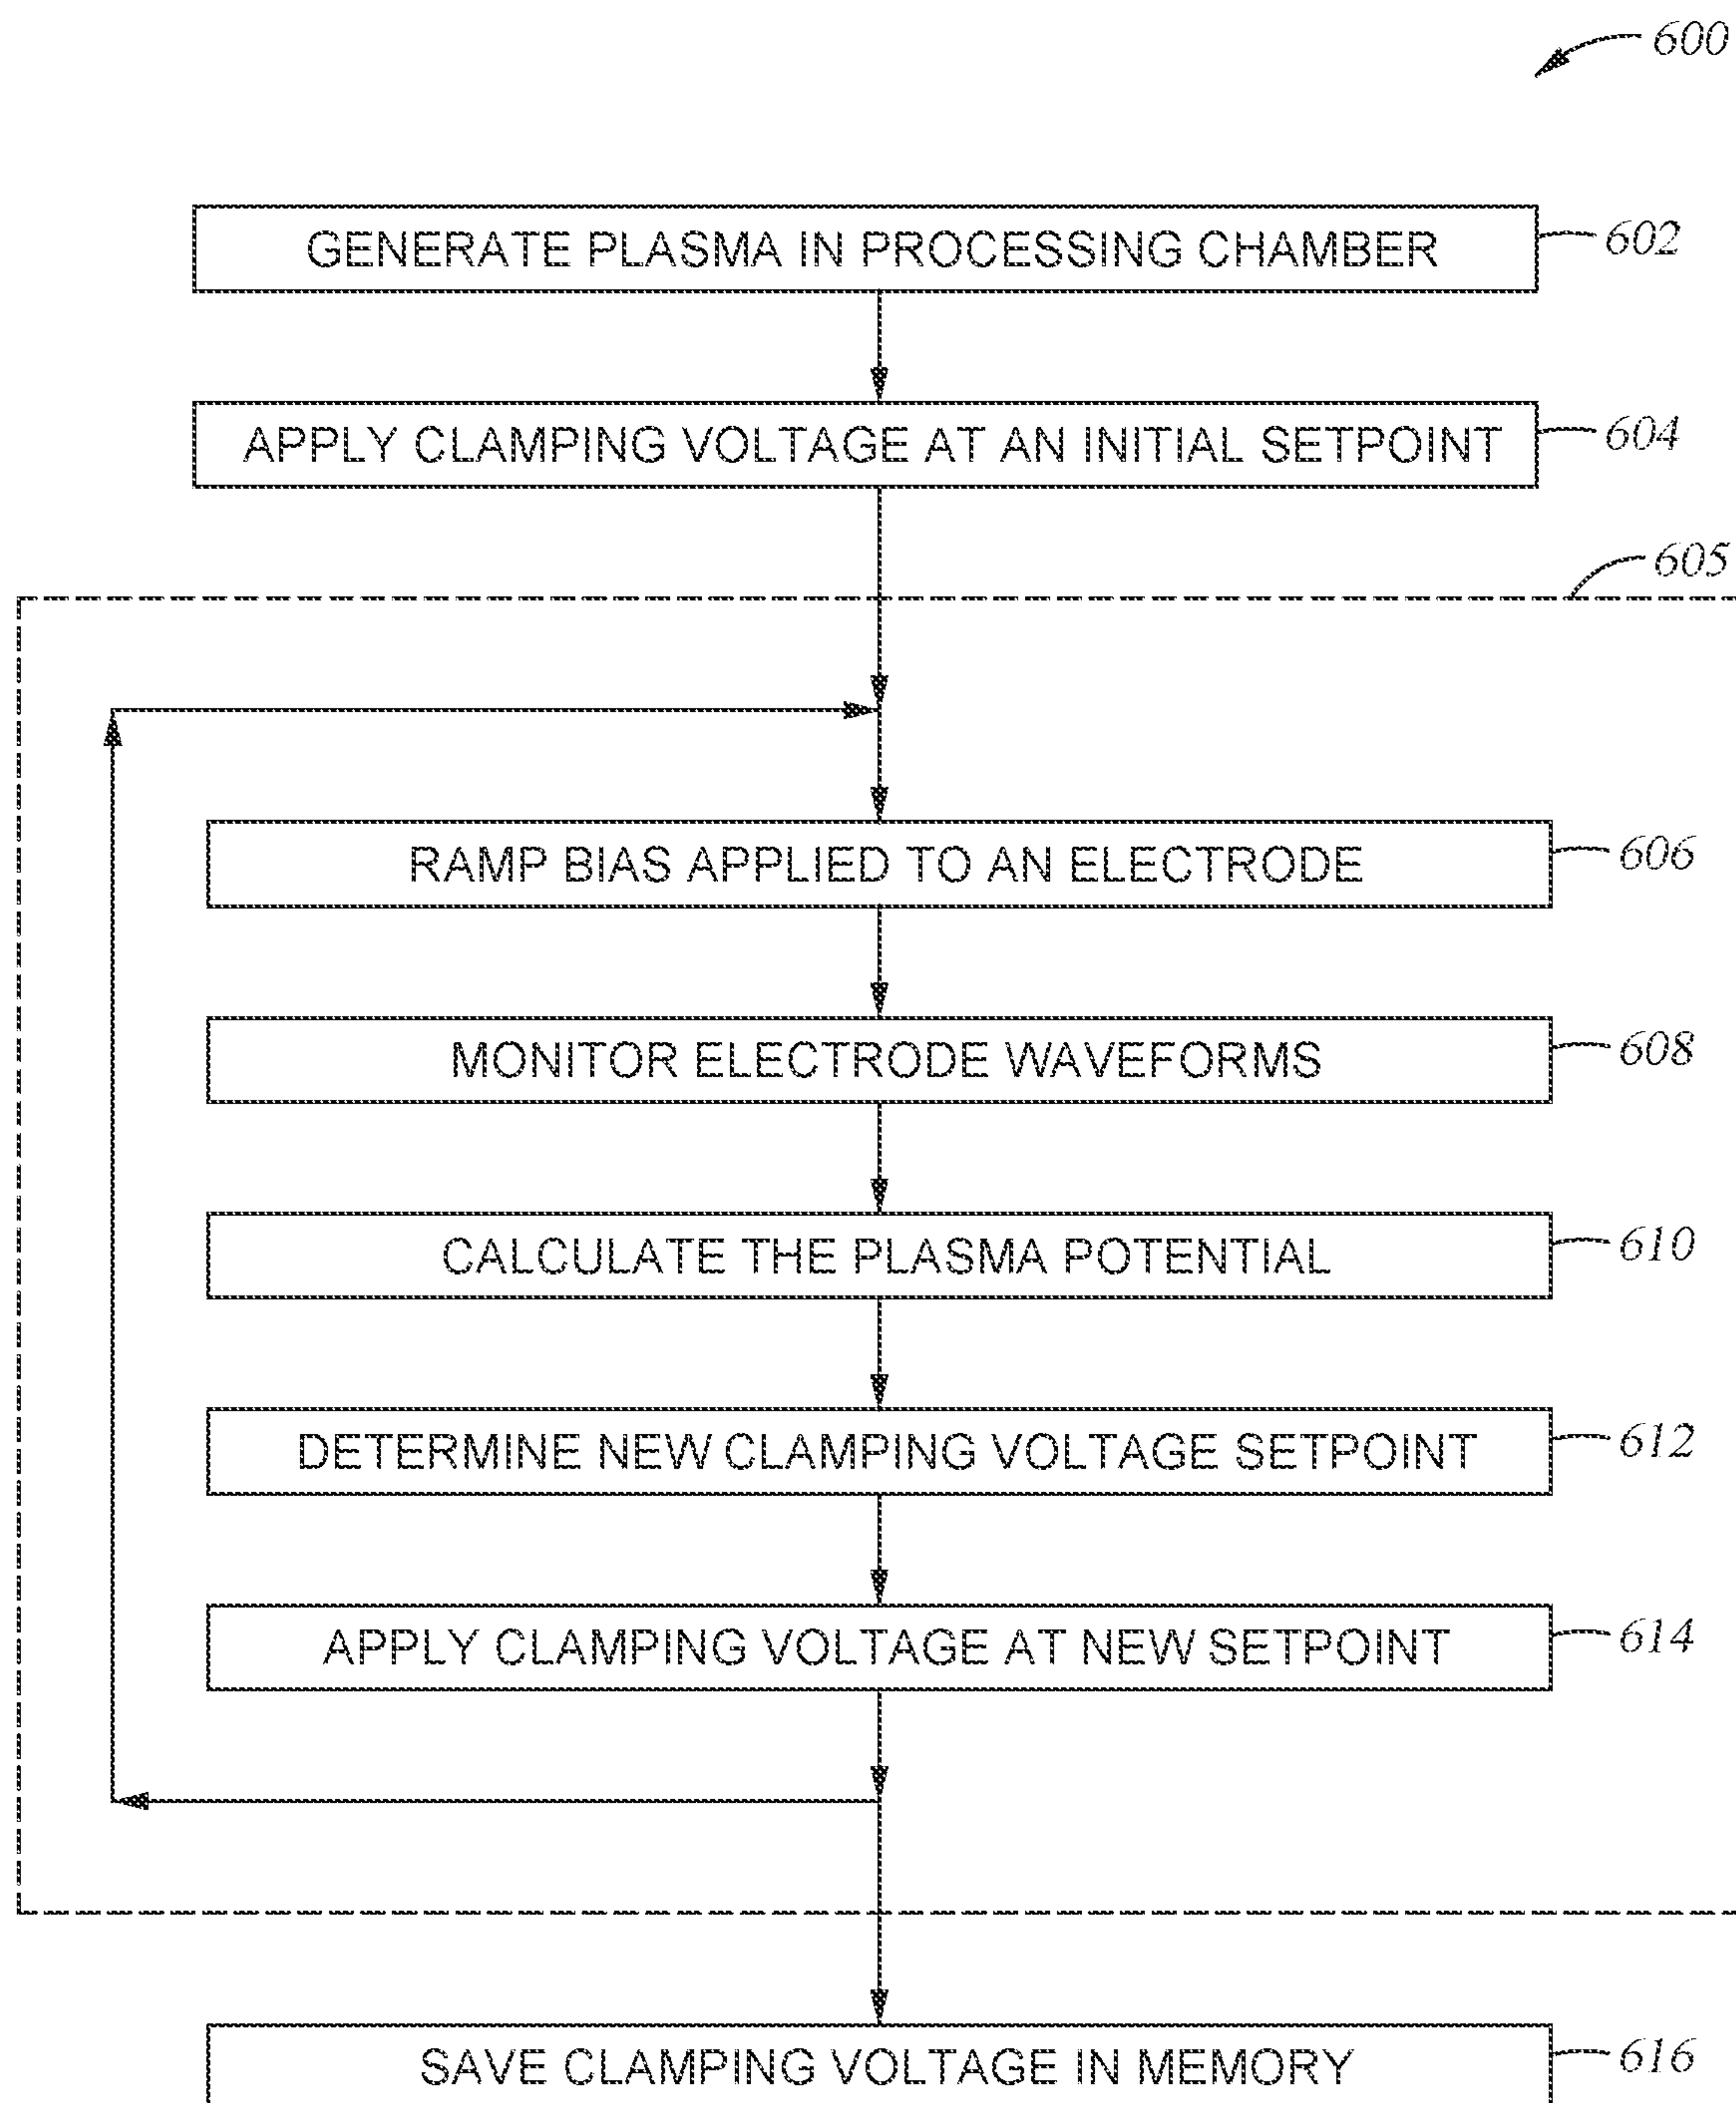 600
GENERATE PLASMA IN PROCESSING CHAMBER 602
APPLY CLAMPING VOLTAGE AT AN INITIAL SETPOINT 604
605
RAMP BIAS APPLIED TO AN ELECTRODE 606
MONITOR ELECTRODE WAVEFORMS 608
CALCULATE THE PLASMA POTENTIAL 610
DETERMINE NEW CLAMPING VOLTAGE SETPOINT 612
APPLY CLAMPING VOLTAGE AT NEW SETPOINT 614
SAVE CLAMPING VOLTAGE IN MEMORY 616